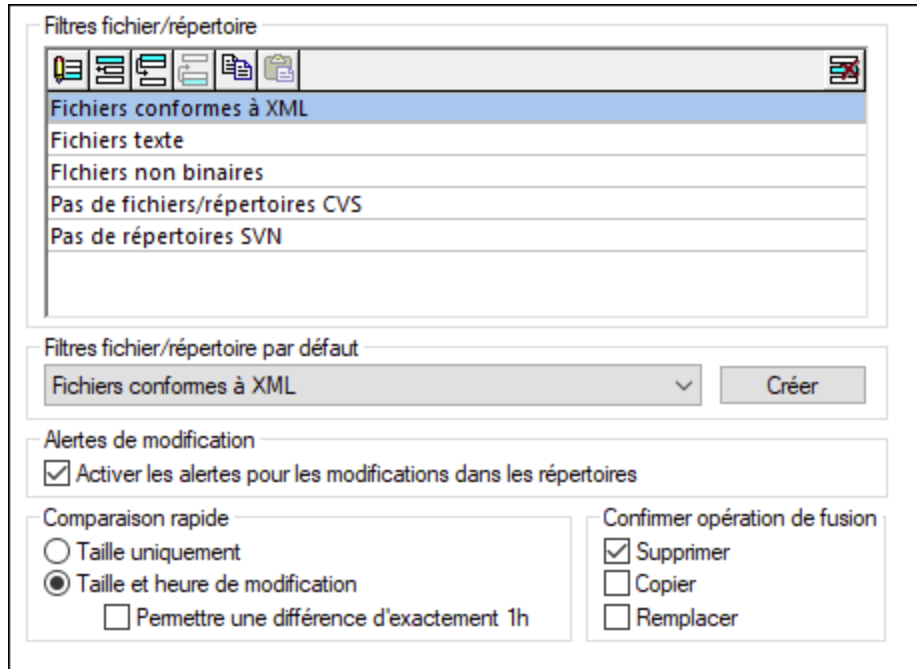 Filtres fichier/répertoire
Fichiers conformes à XML
Fichiers texte
FIchiers non binaires
Pas de fichiers/répertoires CVS
Pas de répertoires SVN
Filtres fichier/répertoire par défaut
Fichiers conformes à XML
Créer
Alertes de modification
Activer les alertes pour les modifications dans les répertoires
Comparaison rapide
Taille uniquement
Taille et heure de modification
Permettre une différence d'exactement 1h
Confirmer opération de fusion
Supprimer
Copier
Remplacer